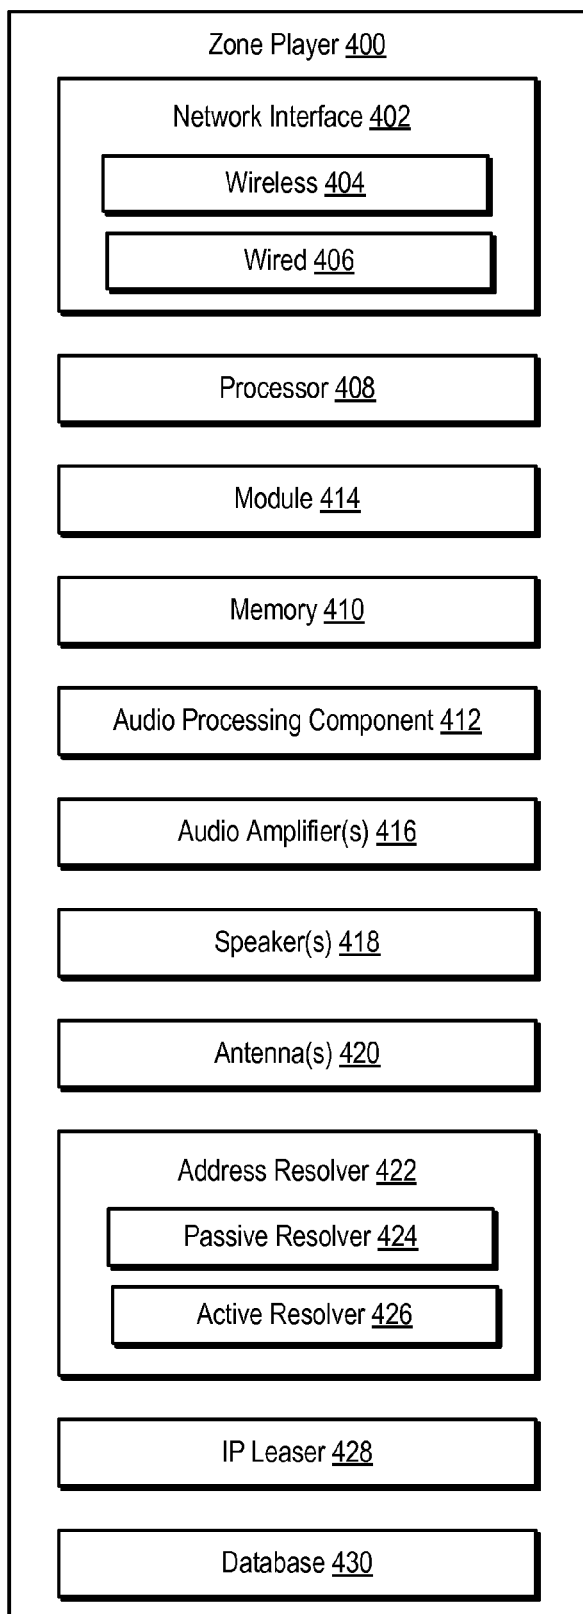 Zone Player 400
Network Interface 402
Wireless 404
Wired 406
Processor 408
Module 414
Memory 410
Audio Processing Component 412
Audio Amplifier(s) 416
Speaker(s) 418
Antenna(s) 420
Address Resolver 422
Passive Resolver 424
Active Resolver 426
IP Leaser 428
Database 430